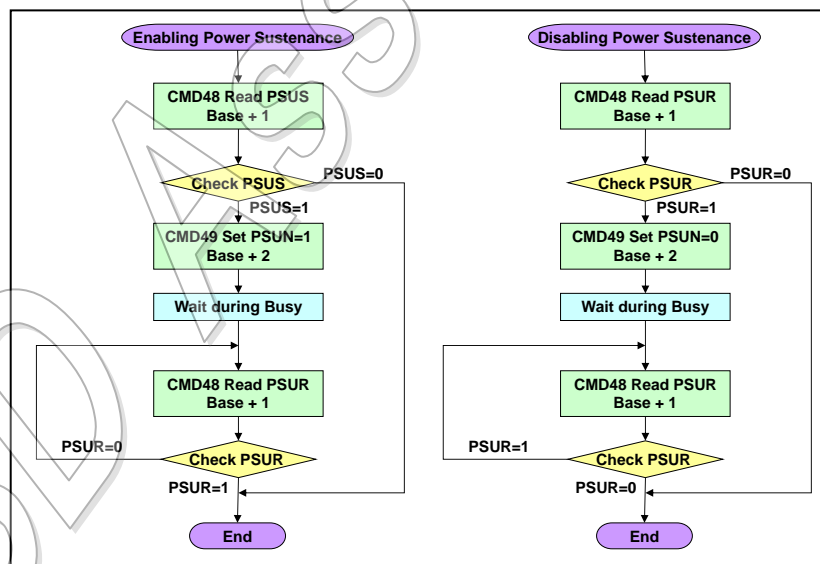 Enabling Power Sustenance
CMD48 Read PSUS
Base + 1
Check PSUS
PSUS=0
PSUS=1
CMD49 Set PSUN=1
Base + 2
Wait during Busy
CMD48 Read PSUR
Base + 1
PSUR=0
Check PSUR
PSUR=1
End
Disabling Power Sustenance
CMD48 Read PSUR
Base + 1
Check PSUR
PSUR=0
PSUR=1
CMD49 Set PSUN=0
Base + 2
Wait during Busy
CMD48 Read PSUR
Base + 1
PSUR=1
Check PSUR
PSUR=0
End